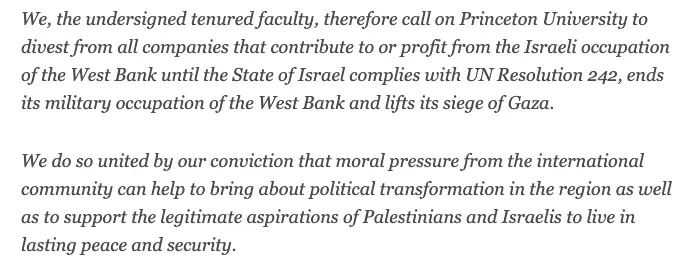 We, the undersigned tenured faculty, therefore call on Princeton University to
divest from all companies that contribute to or profit from the Israeli occupation
of the West Bank until the State of Israel complies with UN Resolution 242, ends
its military occupation of the West Bank and lifts its siege of Gaza.
We do so united by our conviction that moral pressure from the international
community can help to bring about political transformation in the region as well
as to support the legitimate aspirations of Palestinians and Israelis to live in
lasting peace and security.